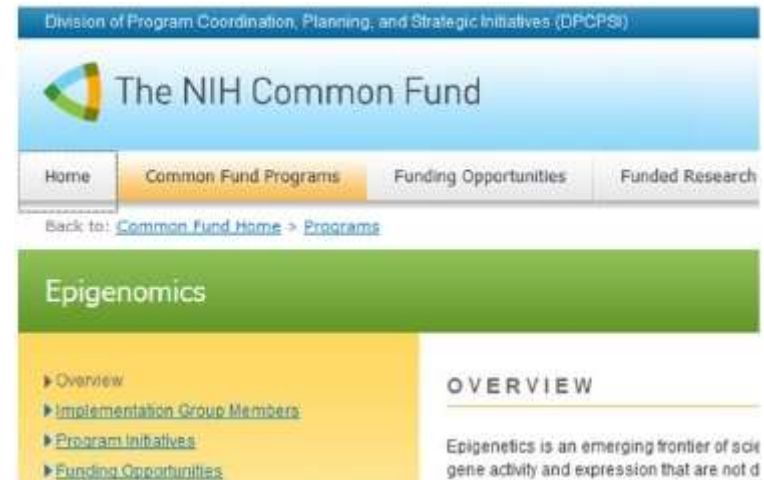 Division of Program Coordination, Planning, and Strategic Initiatives (DPCPSI)
The NIH Common Fund
Home Common Fund Programs Funding Opportunities Funded Research
Back to: Common Fund Home > Programs
Epigenomics
Overview
Implementation Group Members
Program Initiatives
Funding Opportunities
OVERVIEW
Epigenetics is an emerging frontier of scie
gene activity and expression that are not d